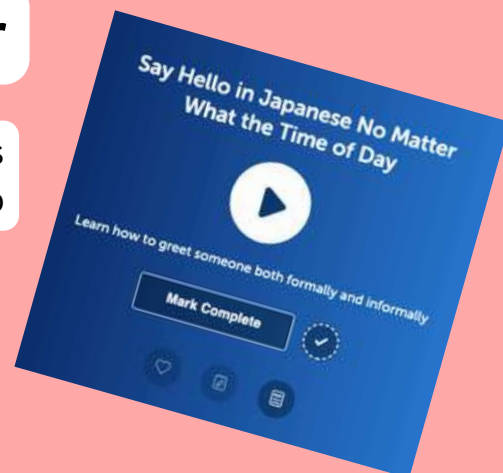 r
s
o
Say Hello in Japanese No Matter
What the Time of Day
Learn how to greet someone both formally and informally
Mark Complete